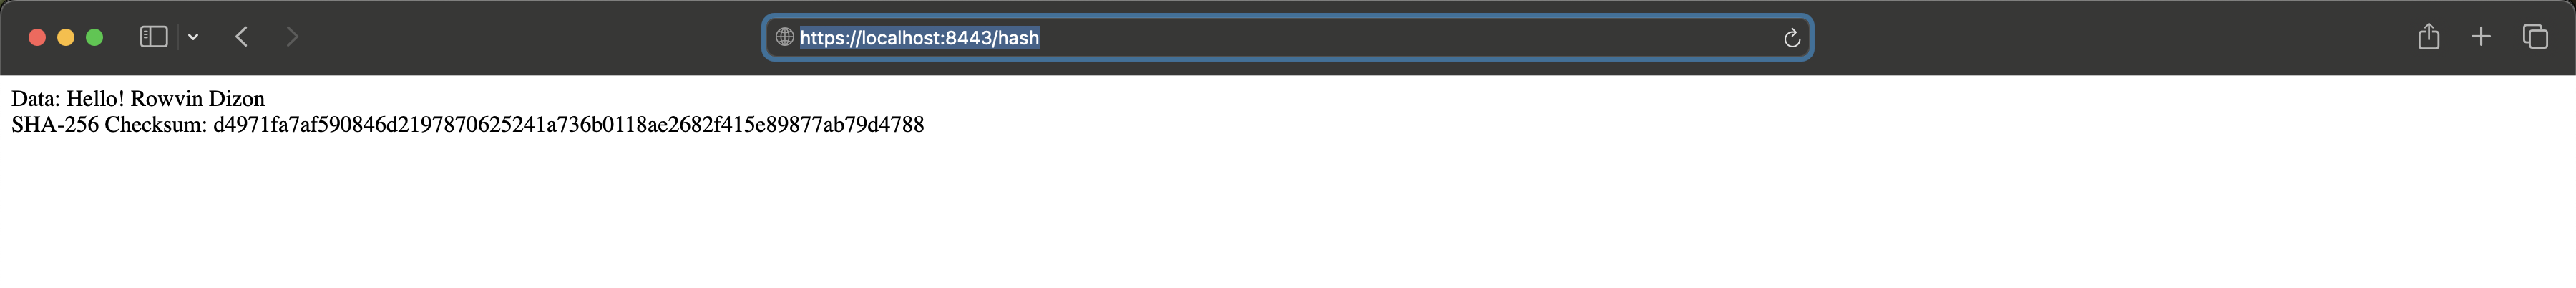 https://localhost:8443/hash
Data: Hello! Rowvin Dizon
SHA-256 Checksum: d4971fa7af590846d2197870625241a736b0118ae2682f415e89877ab79d4788